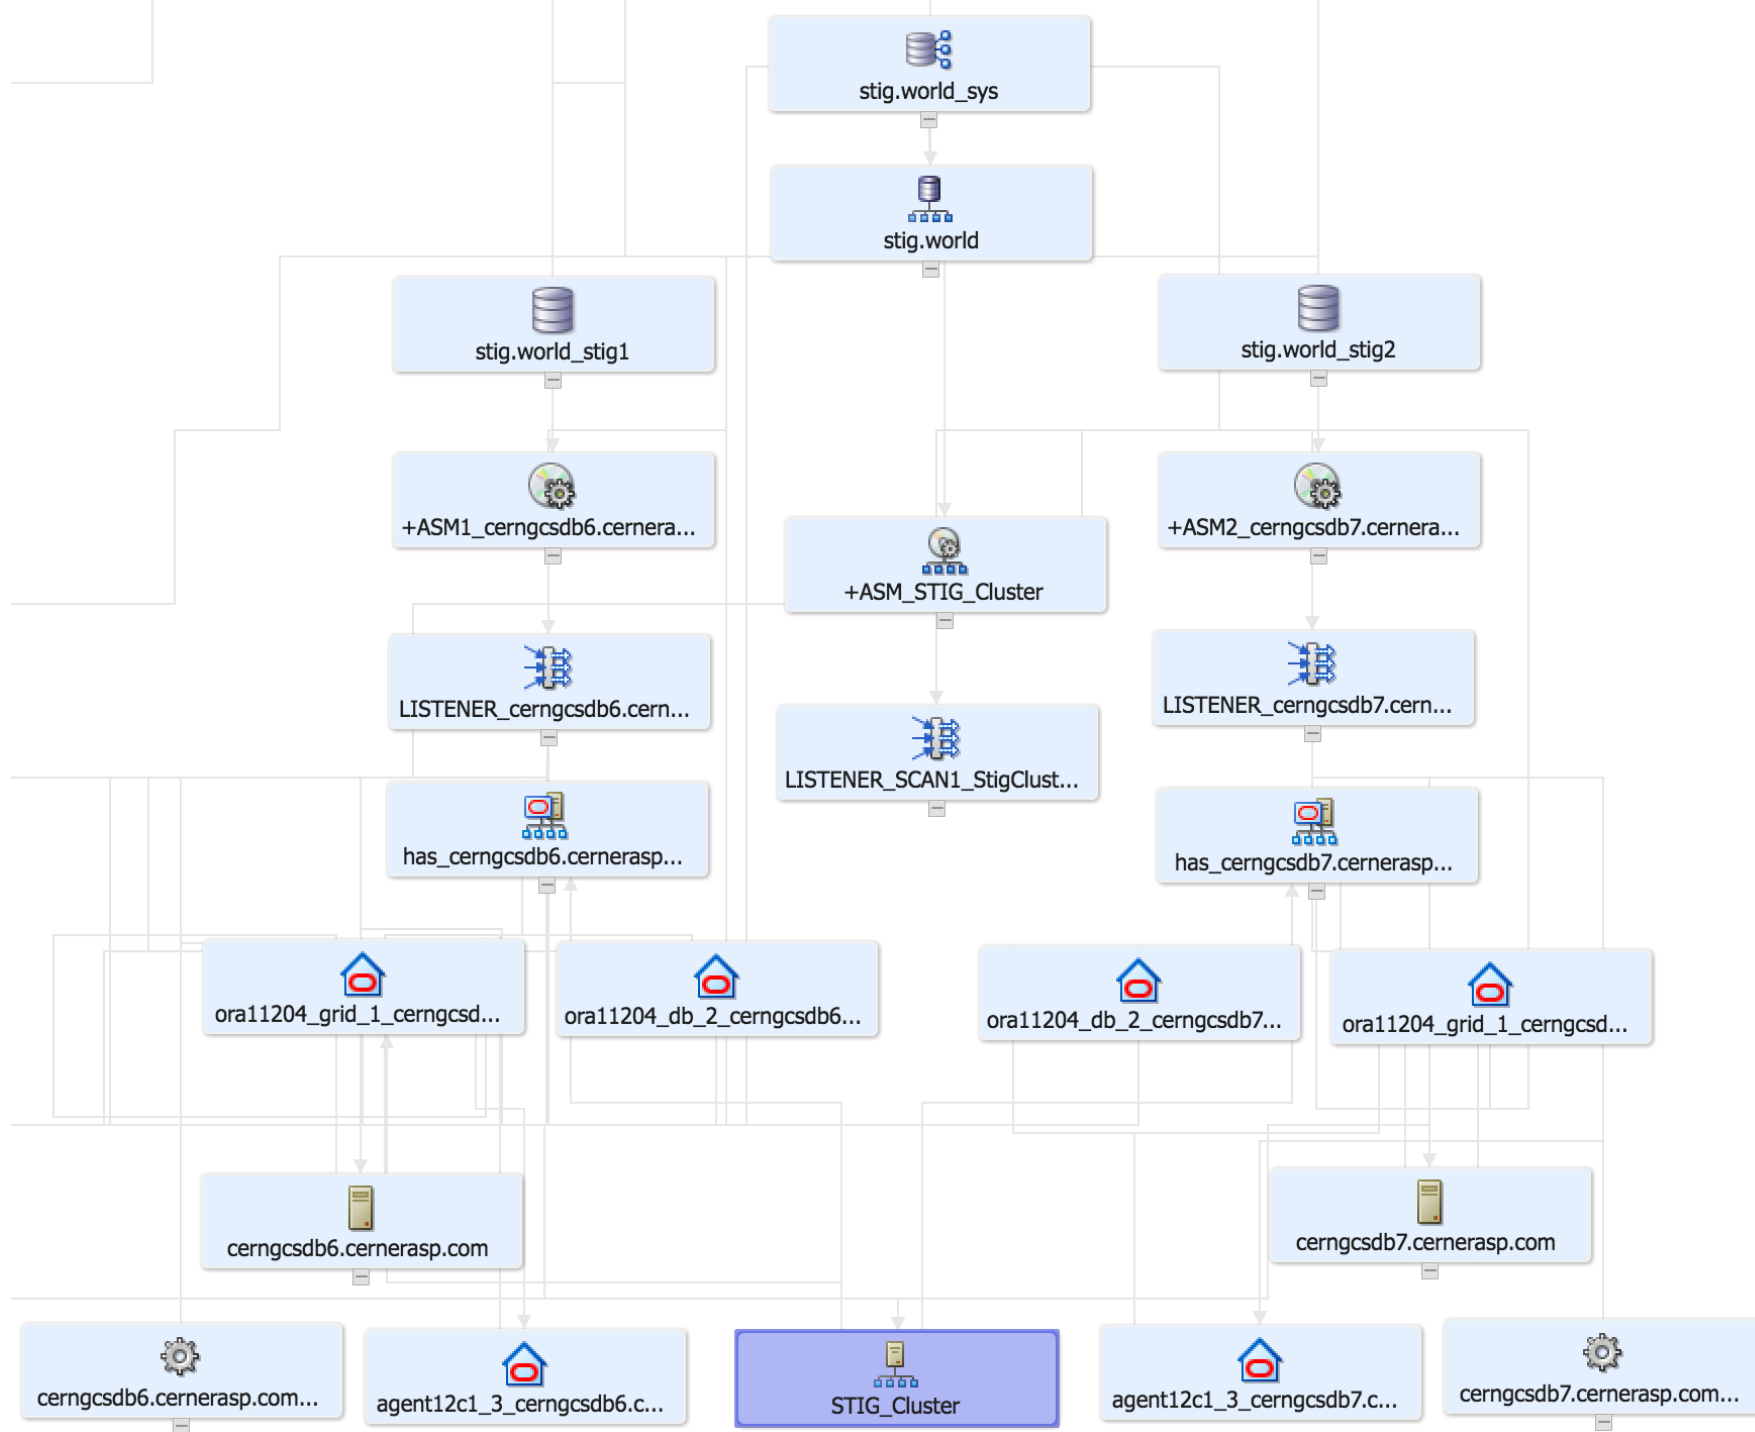 stig.world_sys
stig.world
stig.world_stig1
stig.world_stig2
+ASM1_cerngcsdb6.cernera...
+ASM2_cerngcsdb7.cernera...
+ASM_STIG_Cluster
LISTENER_cerngcsdb6.cern...
LISTENER_cerngcsdb7.cern...
LISTENER_SCAN1_StigClust...
has_cerngcsdb6.cernerasp...
has_cerngcsdb7.cernerasp...
ora11204_grid_1_cerngcsd...
ora11204_db_2_cerngcsdb6...
ora11204_db_2_cerngcsdb7...
ora11204_grid_1_cerngcsd...
cerngcsdb6.cernerasp.com
cerngcsdb7.cernerasp.com
cerngcsdb6.cernerasp.com...
agent12c1_3_cerngcsdb6.c...
STIG_Cluster
agent12c1_3_cerngcsdb7.c...
cerngcsdb7.cernerasp.com...